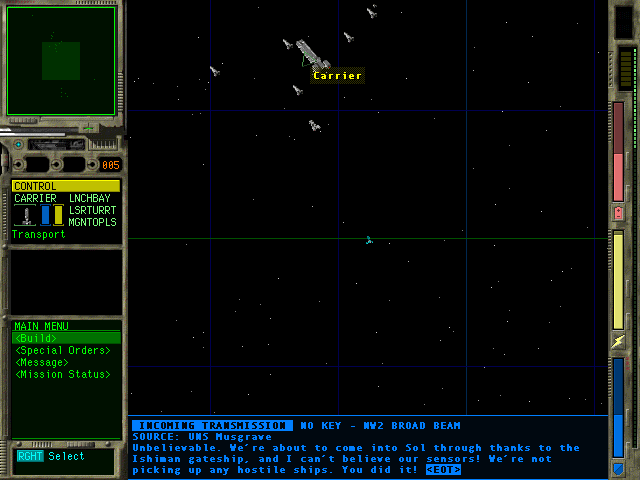 Carrier
005
CONTROL
CARRIER LNCHBAY
LSRTURRT
MGNTOPLS
Transport
MAIN MENU
<Build>
<Special Orders>
<Message>
<Mission Status>
RGHT Select
INCOMING TRANSMISSION NO KEY - NW2 BROAD BEAM
SOURCE: UNS Musgrave
Unbelievable. We're about to come into Sol through thanks to the
Ishiman gateship, and I can't believe our sensors! We're not
picking up any hostile ships. You did it! <EOT>